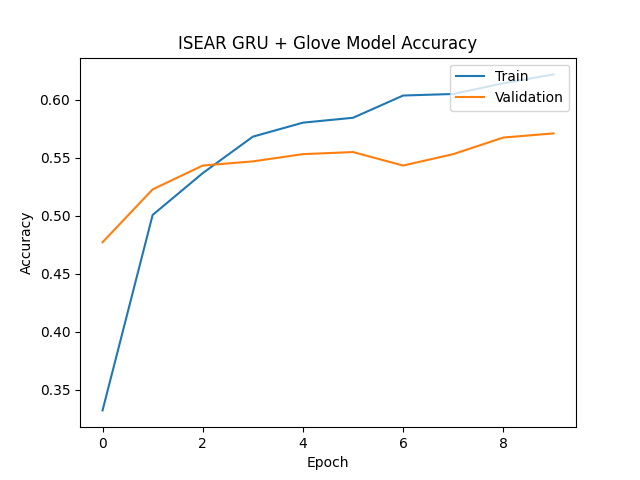 ISEAR GRU + Glove Model Accuracy
Train
Validation
0.60
0.55
0.50
0.45
0.40
0.35
Accuracy
0 2 4 6 8
Epoch